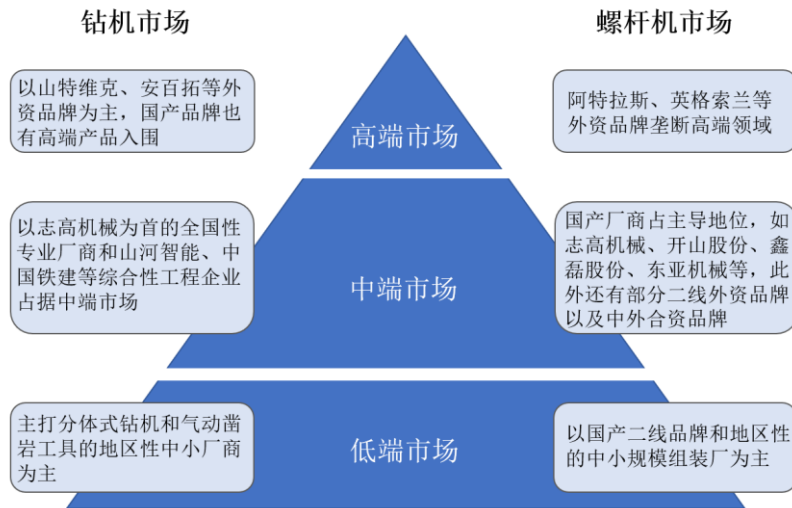 钻机市场
螺杆机市场
以山特维克、安百拓等外
资品牌为主，国产品牌也
有高端产品入围
高端市场
阿特拉斯、英格索兰等
外资品牌垄断高端领域
以志高机械为首的全国性
专业厂商和山河智能、中
国铁建等综合性工程企业
占据中端市场
中端市场
国产厂商占主导地位，如
志高机械、开山股份、鑫
磊股份、东亚机械等，此
外还有部分二线外资品牌
以及中外合资品牌
主打分体式钻机和气动凿
岩工具的地区性中小厂商
为主
低端市场
以国产二线品牌和地区性
的中小规模组装厂为主